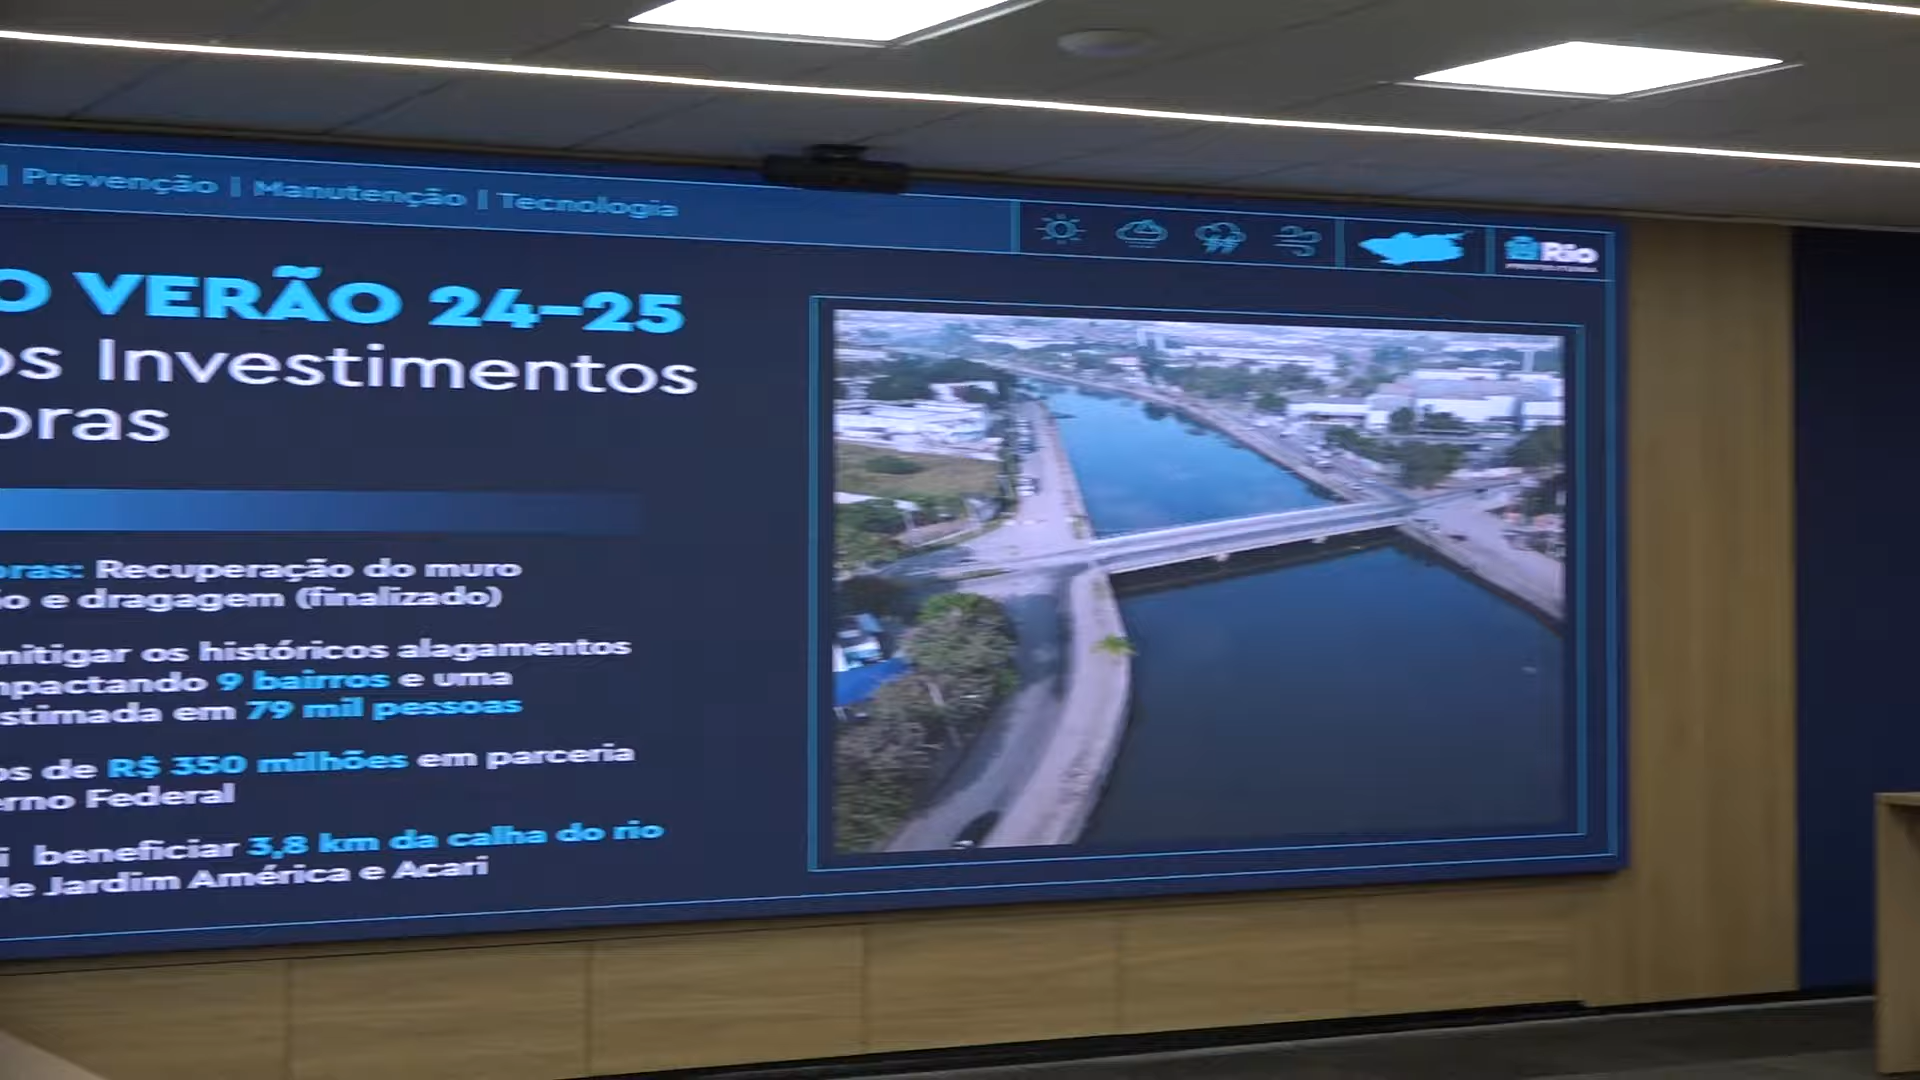 | Prevenção | Manutenção | Tecnologia
Rio
PREFEITURA
O VERÃO 24-25
os Investimentos
oras
oras: Recuperação do muro
o e dragagem (finalizado)
mitigar os históricos alagamentos
mpactando 9 bairros e uma
stimada em 79 mil pessoas
os de R$ 350 milhões em parceria
erno Federal
i beneficiar 3,8 km da calha do rio
de Jardim América e Acari